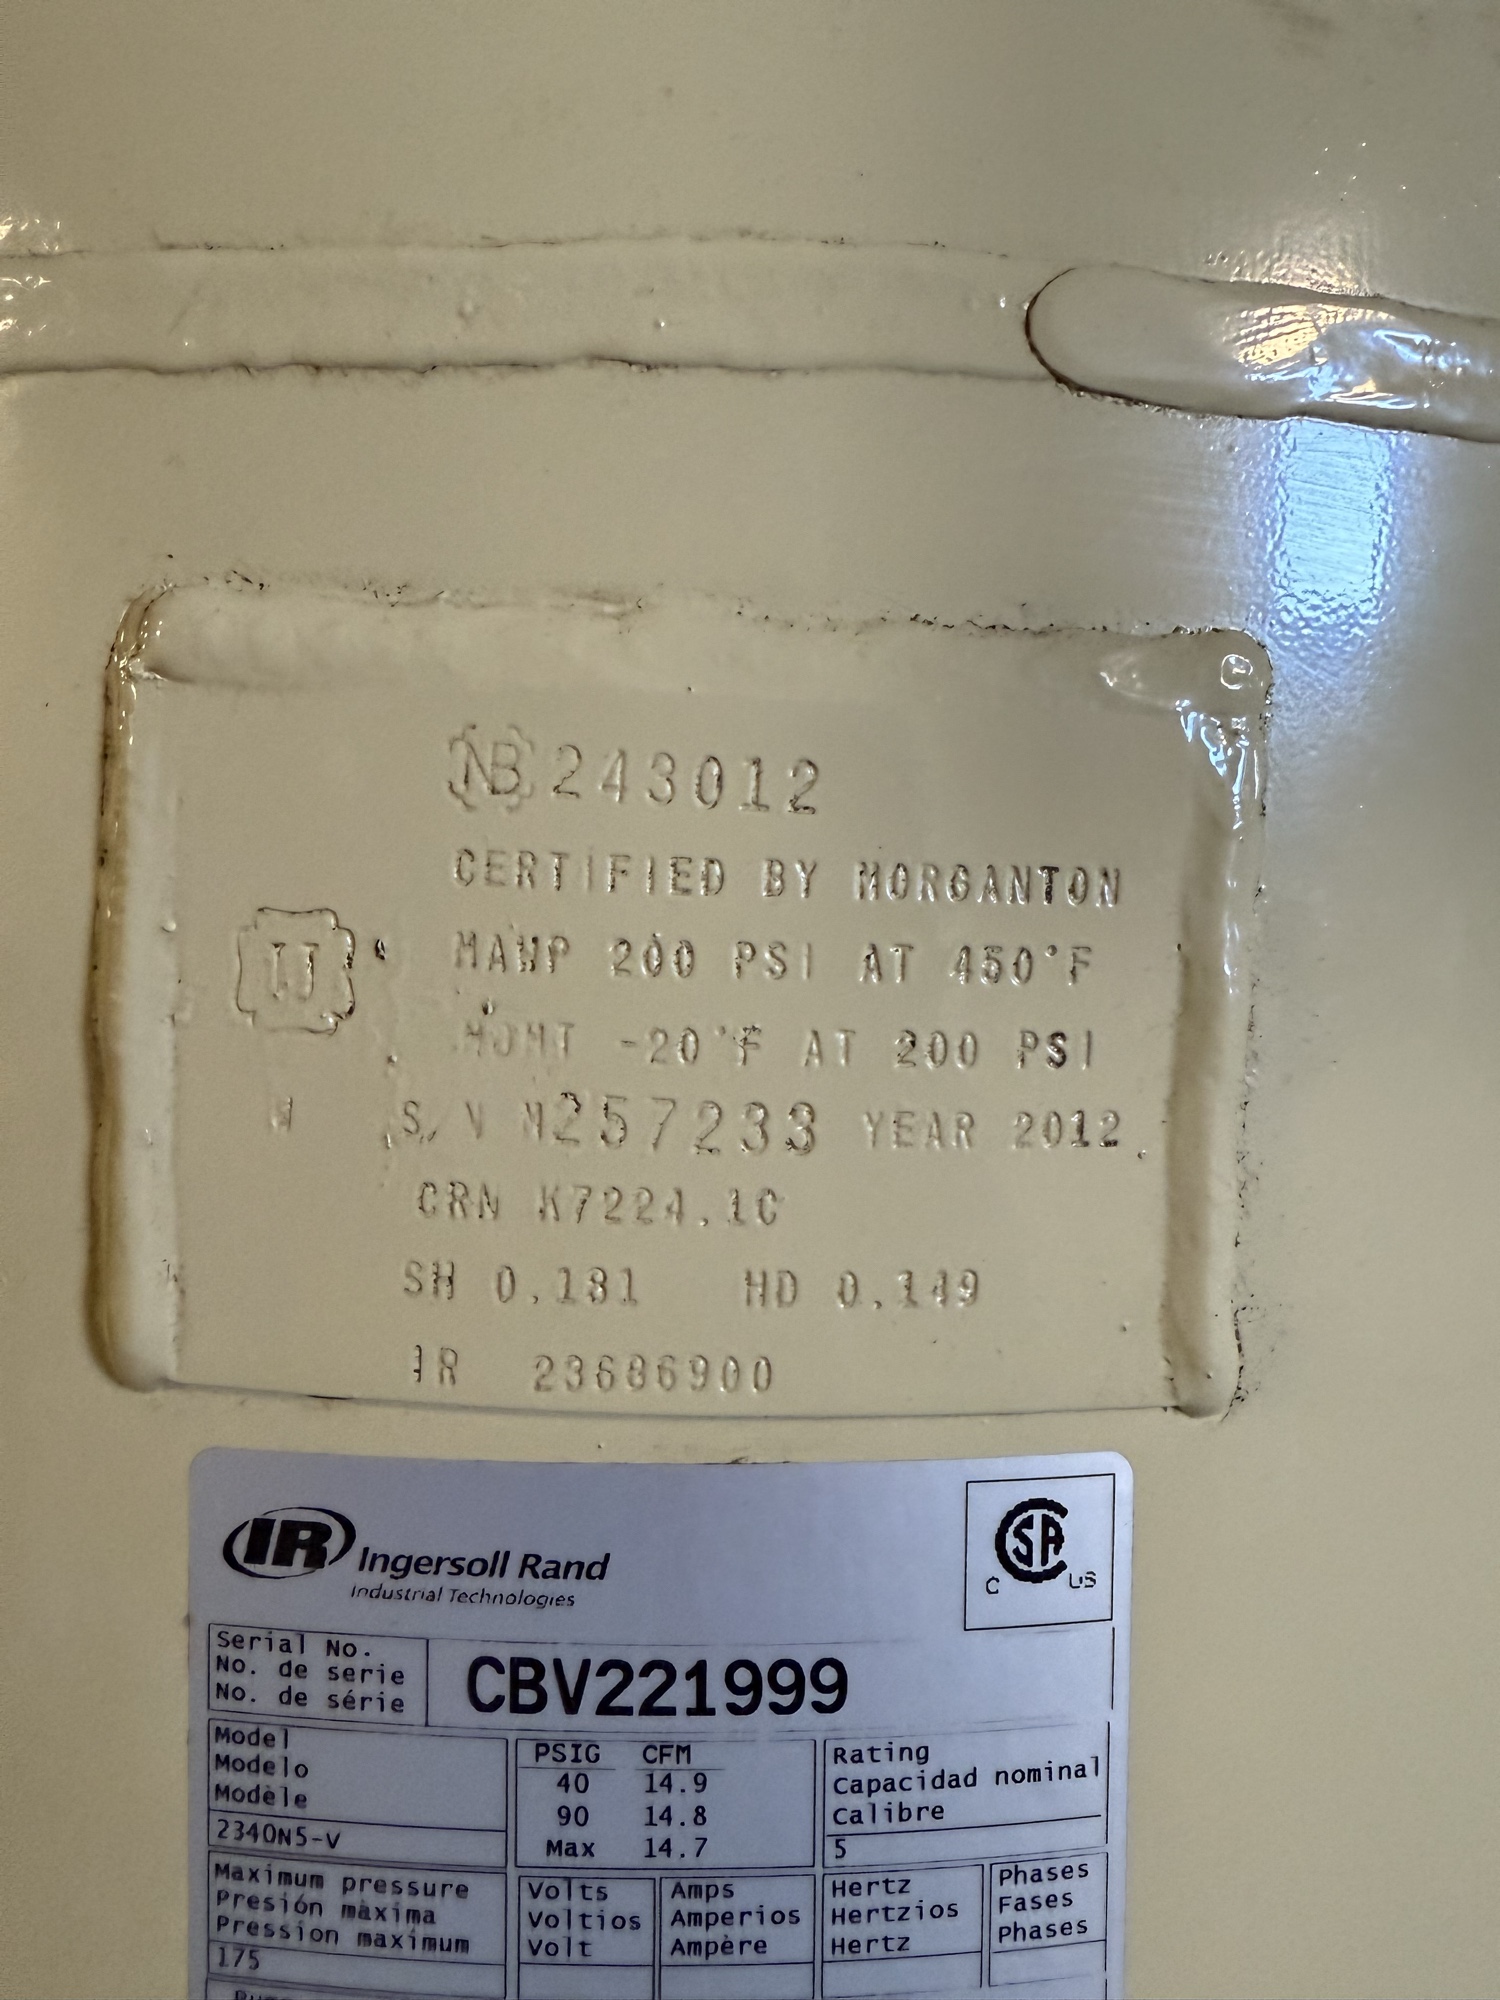 NB 243012
CERTIFIED BY MORGANTON
U
MAWP 200 PSI AT 450°F
MDMT -20°F AT 200 PSI
W S/N M257233 YEAR 2012
CRN K7224.1C
SH 0.181 HD 0.149
IR 23686900
IR Ingersoll Rand
Industrial Technologies
C SA US
Serial No.
No. de serie
No. de série
CBV221999
Model
Modelo
Modèle
2340N5-V
PSIG CFM
40 14.9
90 14.8
Max 14.7
Rating
Capacidad nominal
Calibre
5
Maximum pressure
Presión màxima
Pression maximum
175
Volts
Voltios
Volt
Amps
Amperios
Ampère
Hertz
Hertzios
Hertz
Phases
Fases
Phases